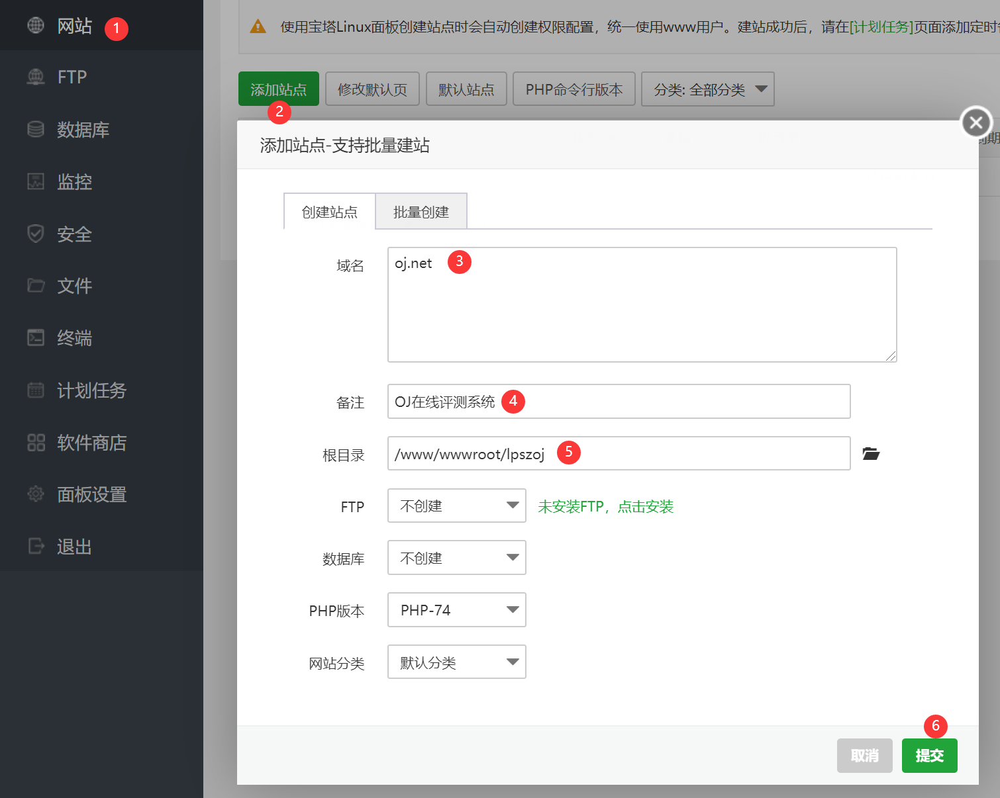 网站
1
FTP
数据库
监控
安全
文件
终端
计划任务
软件商店
面板设置
退出
使用宝塔Linux面板创建站点时会自动创建权限配置，统一使用www用户。建站成功后，请在[计划任务]页面添加定时
添加站点
修改默认页
默认站点
PHP命令行版本
分类: 全部分类
2
期
添加站点-支持批量建站
创建站点
批量创建
域名
oj.net
3
备注
OJ在线评测系统
4
根目录
/www/wwwroot/lpszoj
5
FTP
不创建
未安装FTP，点击安装
数据库
不创建
PHP版本
PHP-74
网站分类
默认分类
6
取消
提交